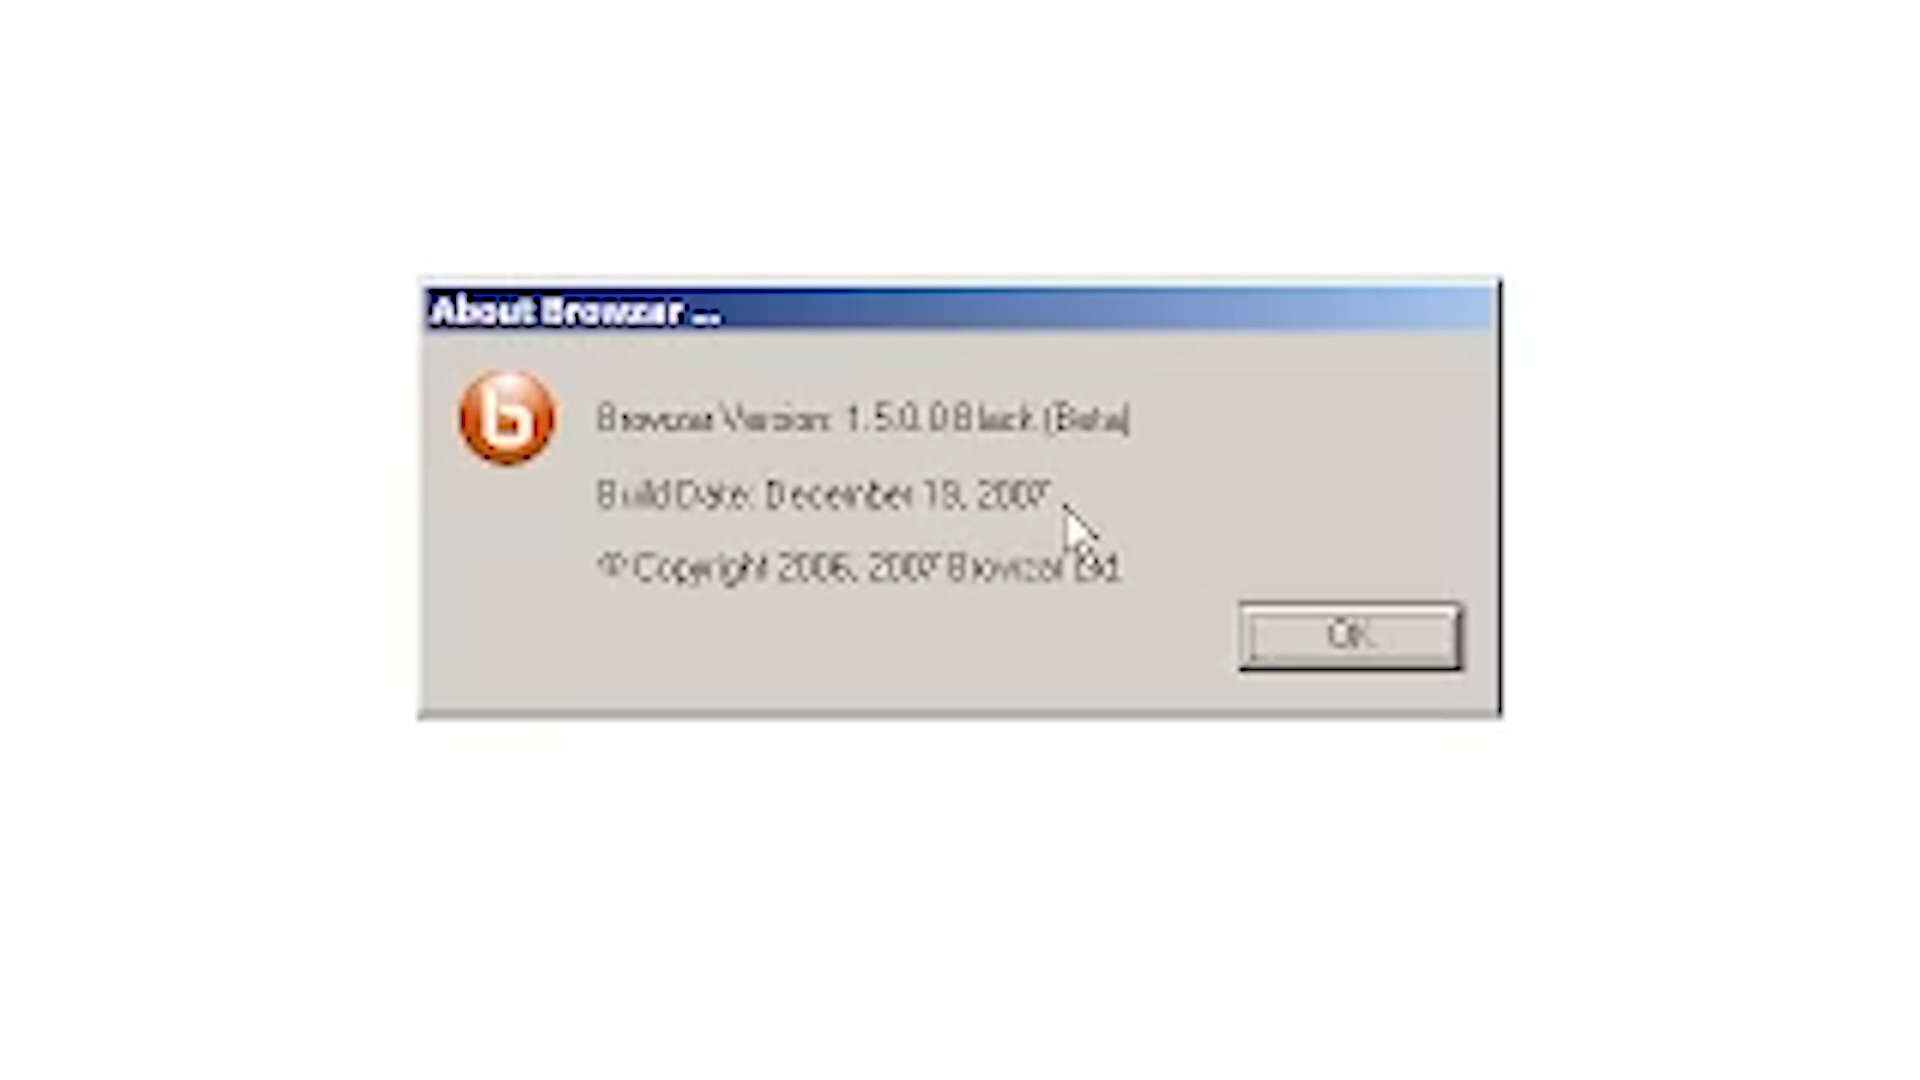 About Browzar ...
b
Browzar Version: 1.5.0.0 Black (Beta)
Build Date: December 19, 2007
© Copyright 2006, 2007 Browzar Ltd.
OK